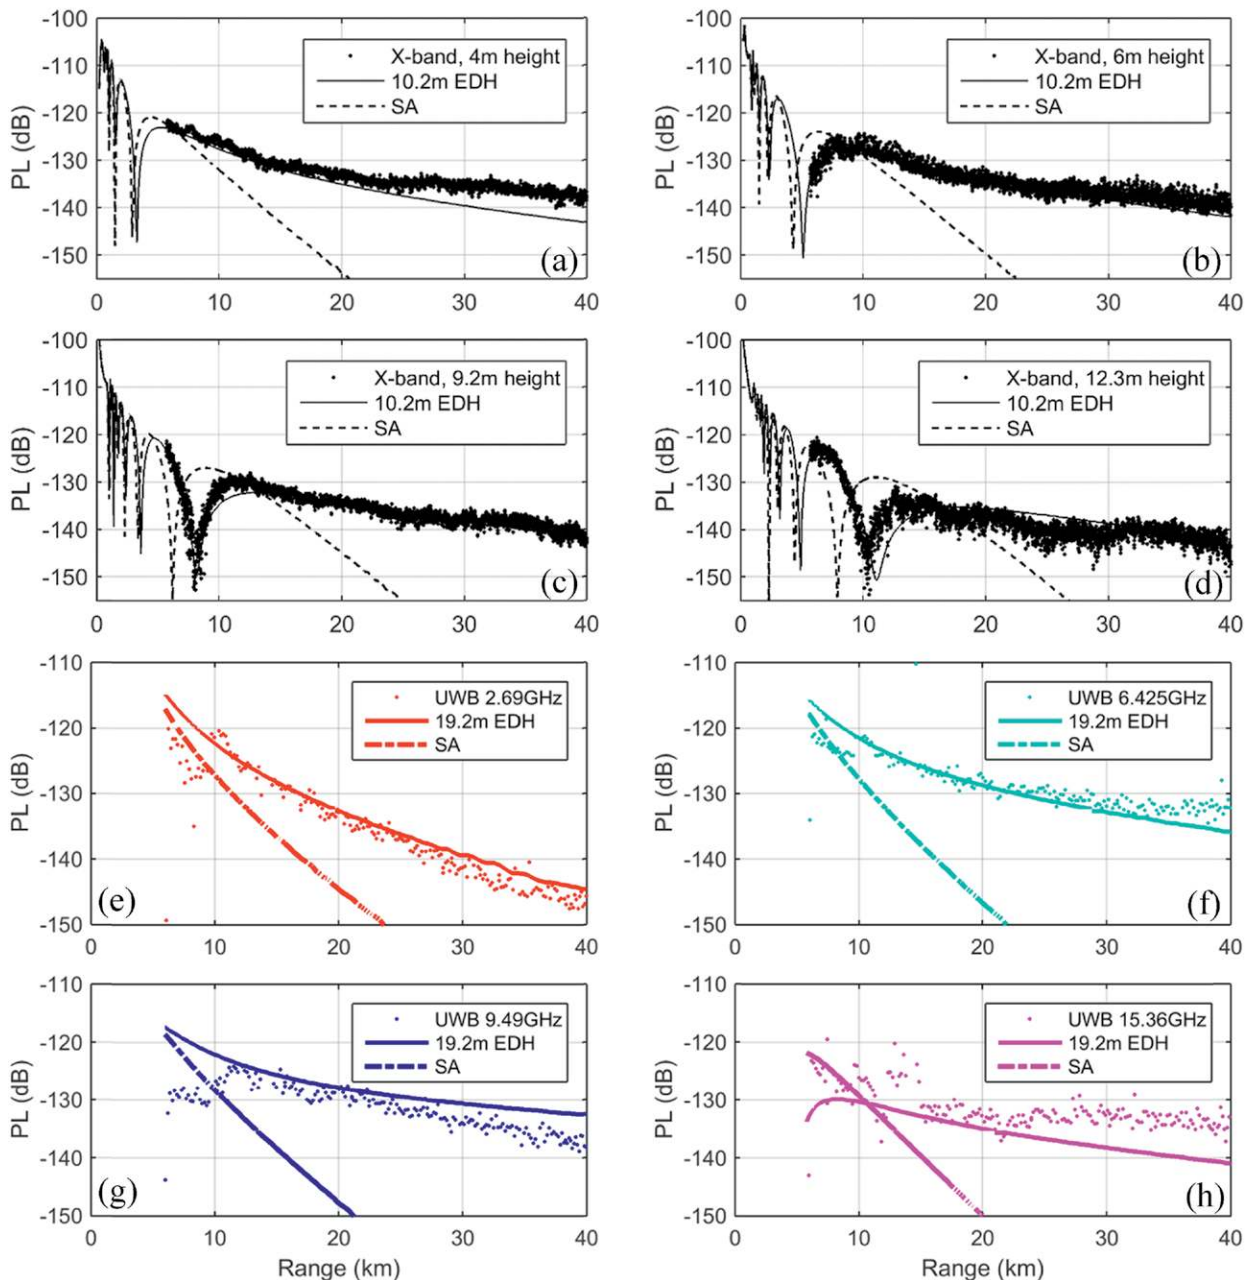 -100
-110
-120
-130
-140
-150
PL (dB)
X-band, 4m height
10.2m EDH
SA
(a)
0 10 20 30 40
-100
-110
-120
-130
-140
-150
PL (dB)
X-band, 6m height
10.2m EDH
SA
(b)
0 10 20 30 40
-100
-110
-120
-130
-140
-150
PL (dB)
X-band, 9.2m height
10.2m EDH
SA
(c)
0 10 20 30 40
-100
-110
-120
-130
-140
-150
PL (dB)
X-band, 12.3m height
10.2m EDH
SA
(d)
0 10 20 30 40
-110
-120
-130
-140
-150
PL (dB)
UWB 2.69GHz
19.2m EDH
SA
(e)
0 10 20 30 40
-110
-120
-130
-140
-150
PL (dB)
UWB 6.425GHz
19.2m EDH
SA
(f)
0 10 20 30 40
-110
-120
-130
-140
-150
PL (dB)
UWB 9.49GHz
19.2m EDH
SA
(g)
0 10 20 30 40
Range (km)
-110
-120
-130
-140
-150
PL (dB)
UWB 15.36GHz
19.2m EDH
SA
(h)
0 10 20 30 40
Range (km)